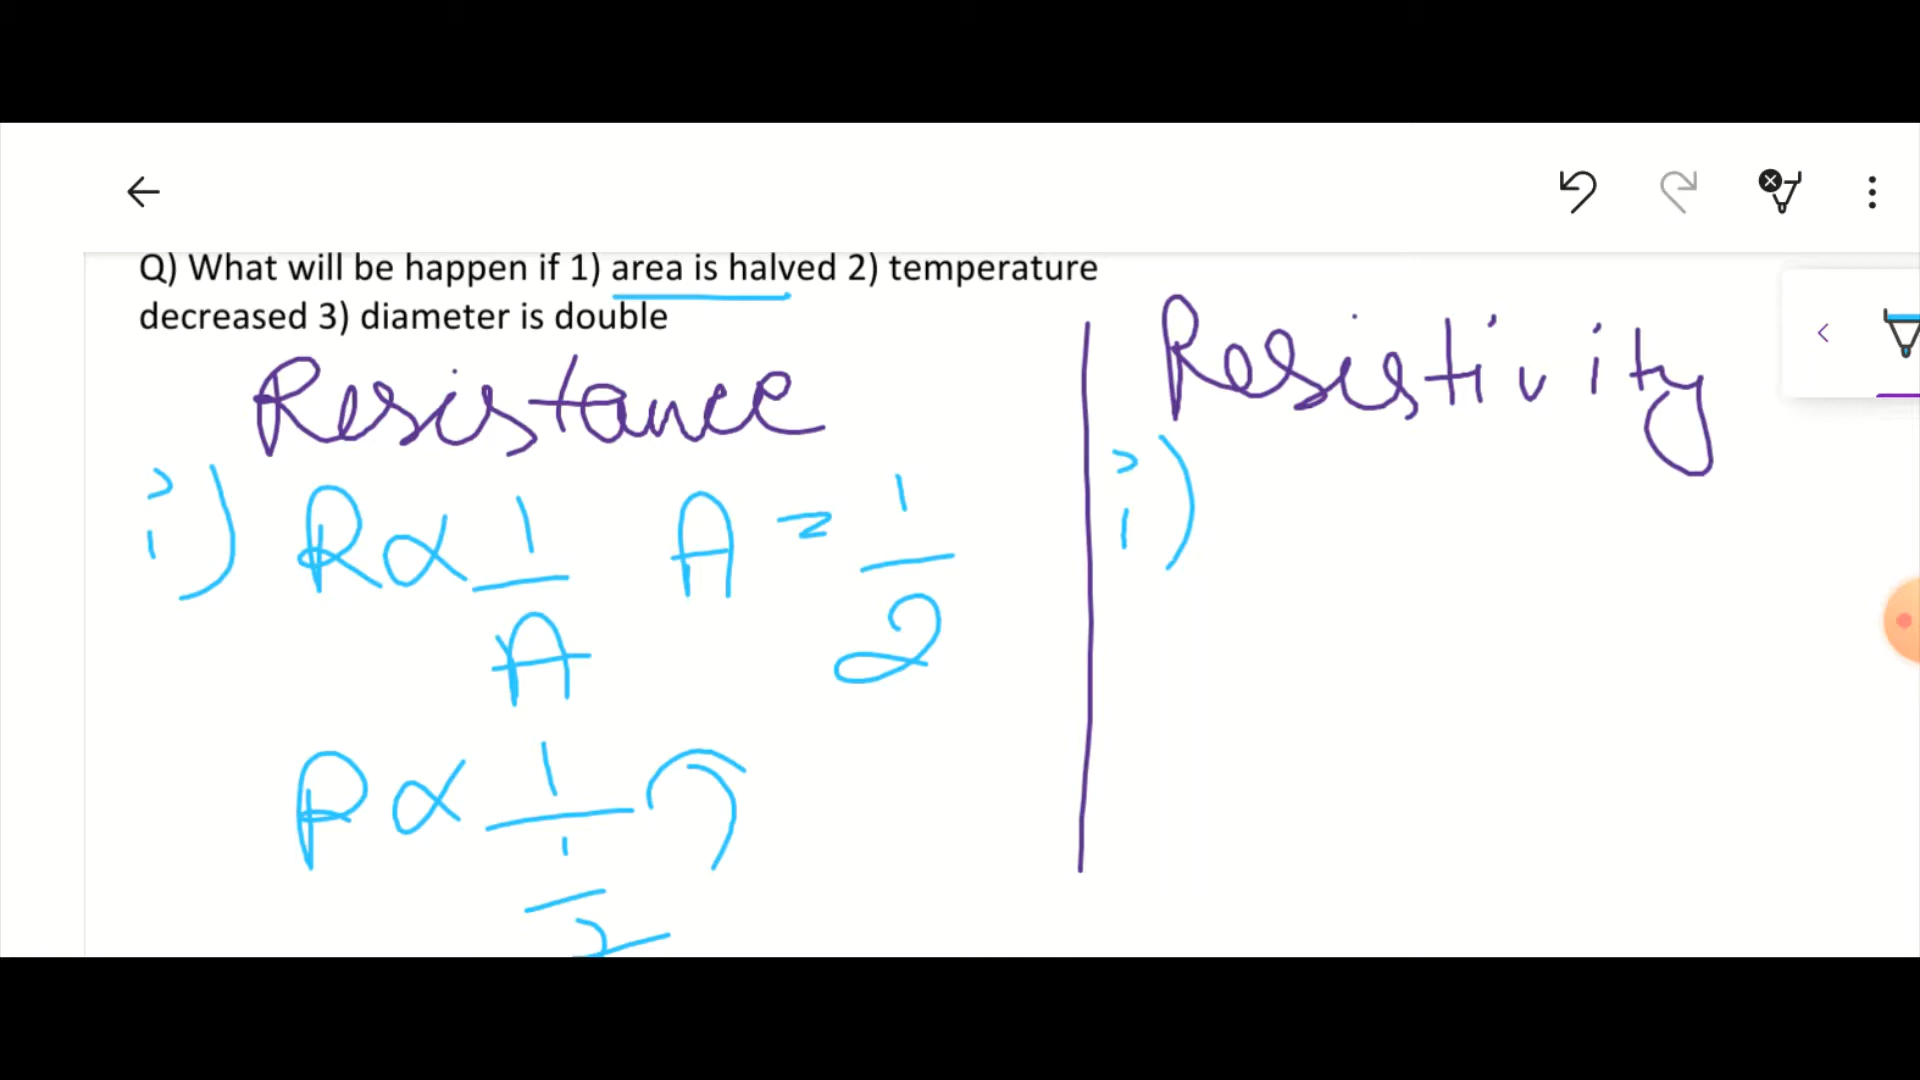 Q) What will be happen if 1) area is halved 2) temperature
decreased 3) diameter is double
Resistance
i) R ∝ 1/A A = 1/2
R ∝ 1/(1/2)
Resistivity
i)